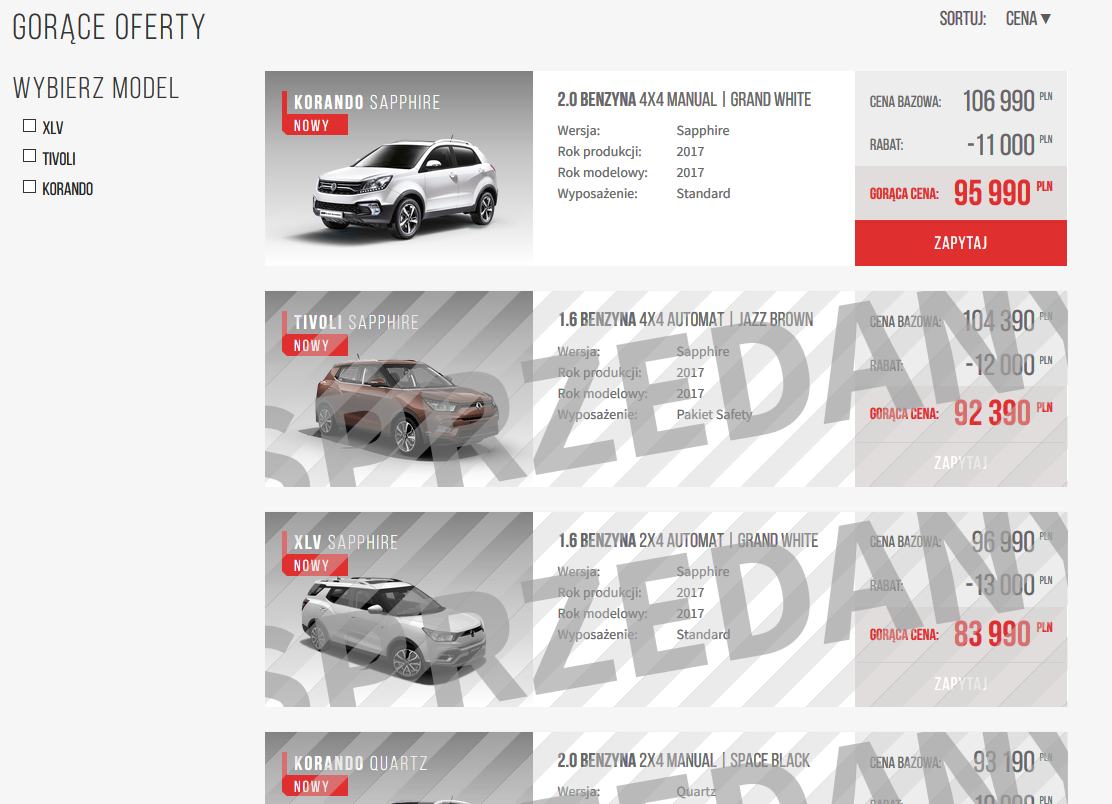 GORĄCE OFERTY
SORTUJ: CENA ▼
WYBIERZ MODEL
XLV
TIVOLI
KORANDO
KORANDO SAPPHIRE
NOWY
2.0 BENZYNA 4X4 MANUAL | GRAND WHITE
Wersja: Sapphire
Rok produkcji: 2017
Rok modelowy: 2017
Wyposażenie: Standard
CENA BAZOWA: 106 990 PLN
RABAT: -11 000 PLN
GORĄCA CENA: 95 990 PLN
ZAPYTAJ
TIVOLI SAPPHIRE
NOWY
1.6 BENZYNA 4X4 AUTOMAT | JAZZ BROWN
Wersja: Sapphire
Rok produkcji: 2017
Rok modelowy: 2017
Wyposażenie: Pakiet Safety
CENA BAZOWA: 104 390 PLN
RABAT: -12 000 PLN
GORĄCA CENA: 92 390 PLN
ZAPYTAJ
SPRZEDANY
XLV SAPPHIRE
NOWY
1.6 BENZYNA 2X4 AUTOMAT | GRAND WHITE
Wersja: Sapphire
Rok produkcji: 2017
Rok modelowy: 2017
Wyposażenie: Standard
CENA BAZOWA: 96 990 PLN
RABAT: -13 000 PLN
GORĄCA CENA: 83 990 PLN
ZAPYTAJ
SPRZEDANY
KORANDO QUARTZ
NOWY
2.0 BENZYNA 2X4 MANUAL | SPACE BLACK
Wersja: Quartz
CENA BAZOWA: 93 190 PLN